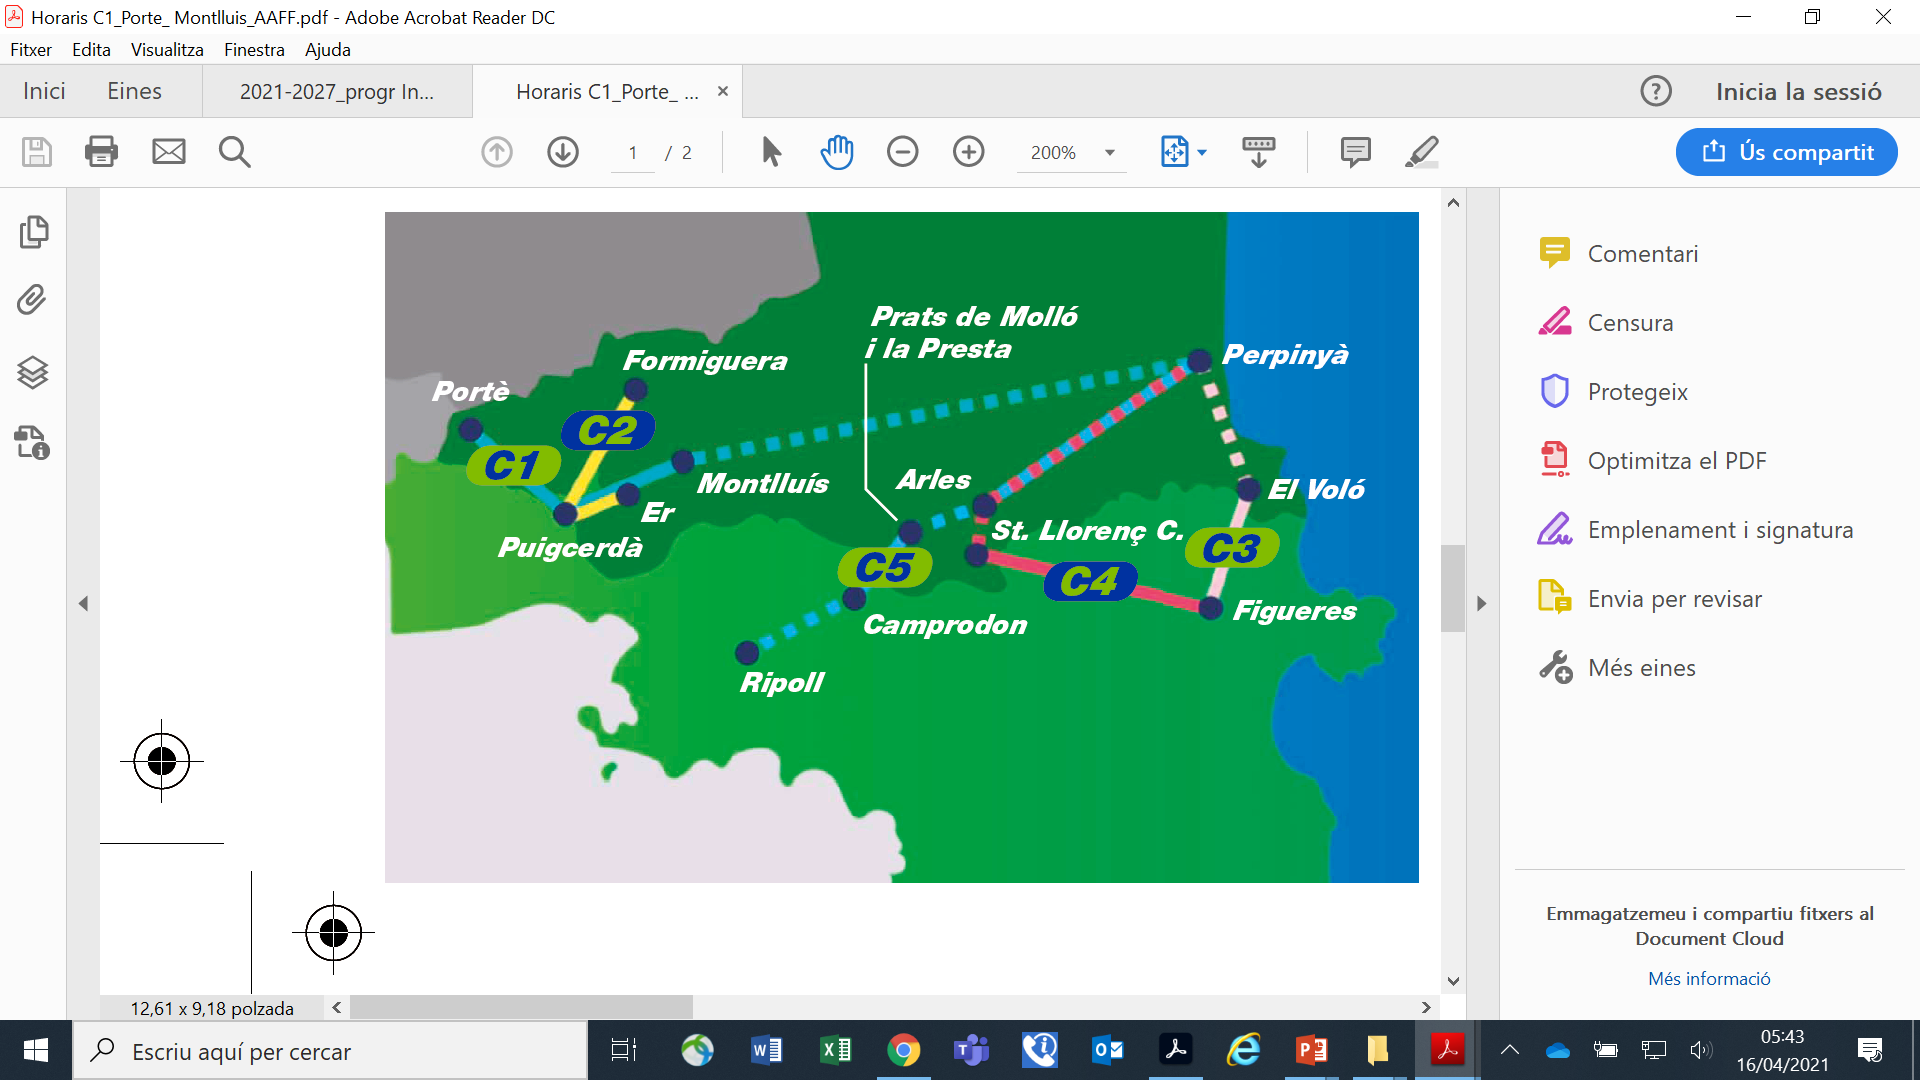 Horaris C1_Porte_ Montlluis_AAFF.pdf - Adobe Acrobat Reader DC
Fitxer Edita Visualitza Finestra Ajuda
Inici Eines 2021-2027_progr In... Horaris C1_Porte_ ... × ? Inicia la sessió
1 / 2 200% Ús compartit
Prats de Molló
i la Presta
Formiguera
Perpinyà
Portè
C2
C1
Montlluís
Arles
El Voló
Er
St. Llorenç C.
Puigcerdà
C3
C5
C4
Figueres
Camprodon
Ripoll
Comentari
Censura
Protegeix
Optimitza el PDF
Emplenament i signatura
Envia per revisar
Més eines
Emmagatzemeu i compartiu fitxers al
Document Cloud
Més informació
12,61 x 9,18 polzada
Escriu aquí per cercar
05:43
16/04/2021